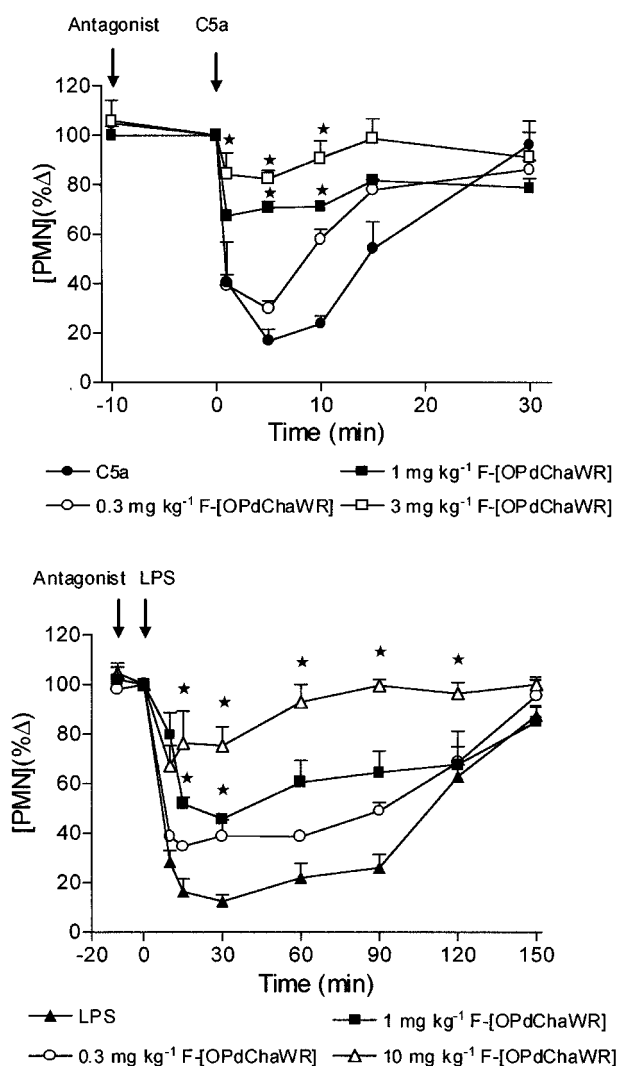 Antagonist C5a
120
100
80
60
40
20
0
[PMN](%Δ)
-10 0 10 20 30
Time (min)
C5a 1 mg kg⁻¹ F-[OPdChaWR]
0.3 mg kg⁻¹ F-[OPdChaWR] 3 mg kg⁻¹ F-[OPdChaWR]
Antagonist LPS
120
100
80
60
40
20
0
[PMN](%Δ)
-20 0 30 60 90 120 150
Time (min)
LPS 1 mg kg⁻¹ F-[OPdChaWR]
0.3 mg kg⁻¹ F-[OPdChaWR] 10 mg kg⁻¹ F-[OPdChaWR]